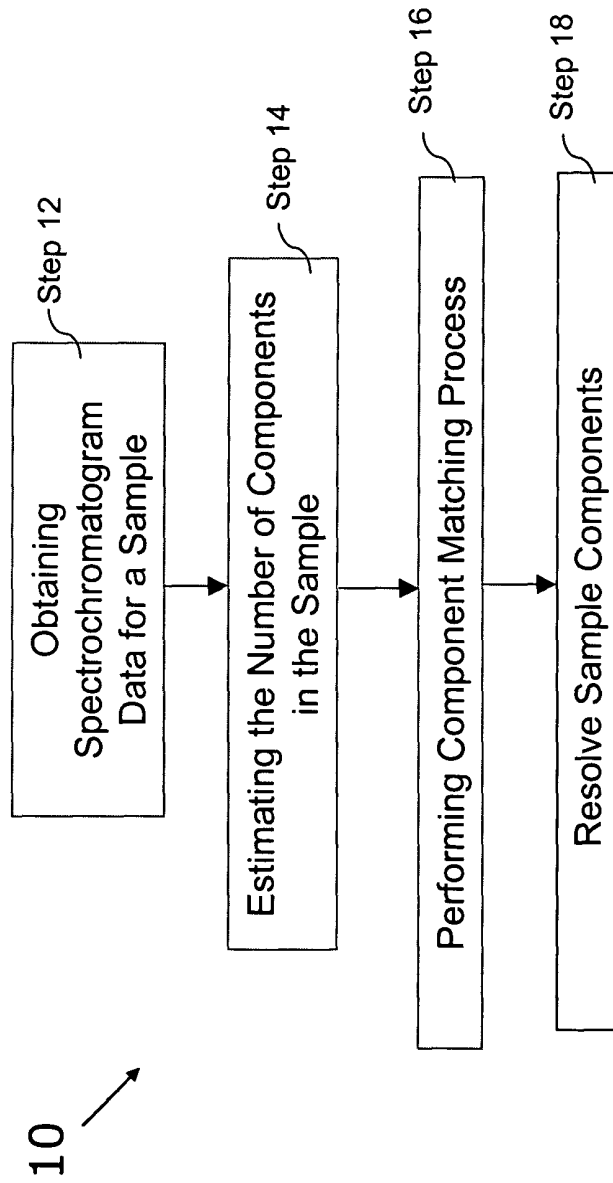 10
Obtaining
Spectrochromatogram
Data for a Sample
Step 12
Estimating the Number of Components
in the Sample
Step 14
Performing Component Matching Process
Step 16
Resolve Sample Components
Step 18